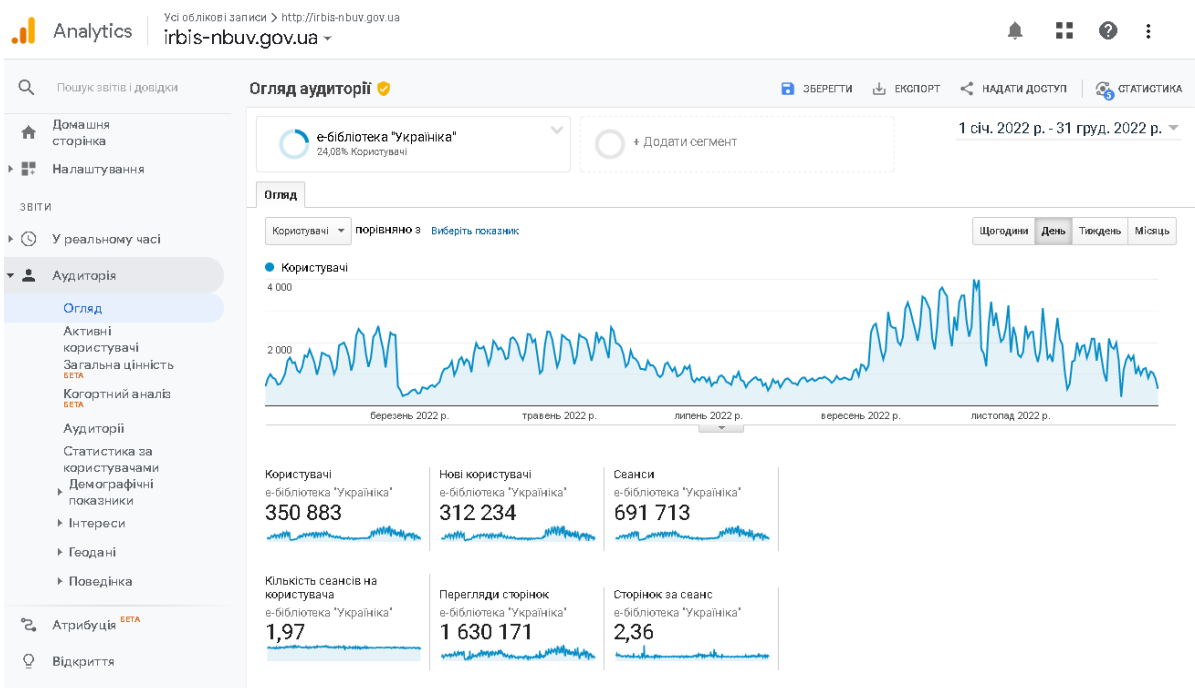 Analytics
Усі облікові записи > http://irbis-nbuv.gov.ua
irbis-nbuv.gov.ua
Пошук звітів і довідки
Домашня
сторінка
Налаштування
ЗВІТИ
У реальному часі
Аудиторія
Огляд
Активні
користувачі
Загальна цінність
БЕТА
Когортний аналіз
БЕТА
Аудиторії
Статистика за
користувачами
Демографічні
показники
Інтереси
Геодані
Поведінка
Атрибуція БЕТА
Відкриття
Огляд аудиторії
ЗБЕРЕГТИ
ЕКСПОРТ
НАДАТИ ДОСТУП
5
СТАТИСТИКА
е-бібліотека "Україніка"
24,08% Користувачі
+ Додати сегмент
1 січ. 2022 р. - 31 груд. 2022 р.
Огляд
Користувачі
порівняно з
Виберіть показник
Щогодини
День
Тиждень
Місяць
Користувачі
4 000
2 000
березень 2022 р.
травень 2022 р.
липень 2022 р.
вересень 2022 р.
листопад 2022 р.
Користувачі
е-бібліотека "Україніка"
350 883
Нові користувачі
е-бібліотека "Україніка"
312 234
Сеанси
е-бібліотека "Україніка"
691 713
Кількість сеансів на
користувача
е-бібліотека "Україніка"
1,97
Перегляди сторінок
е-бібліотека "Україніка"
1 630 171
Сторінок за сеанс
е-бібліотека "Україніка"
2,36